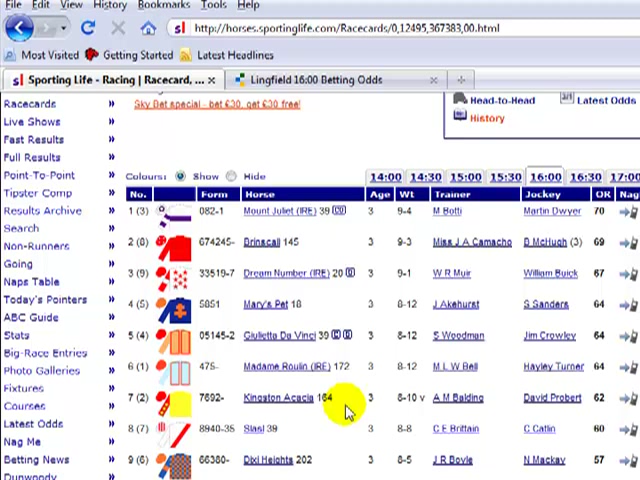 File Edit View History Bookmarks Tools Help
http://horses.sportinglife.com/Racecards/0,12495,367383,00.html
Most Visited Getting Started Latest Headlines
Sporting Life - Racing | Racecard, ... Lingfield 16:00 Betting Odds
Racecards » Sky Bet special - bet £30, get £30 free! Head-to-Head Latest Odds
Live Shows » History
Fast Results »
Full Results »
Point-To-Point » Colours: Show Hide 14:00 14:30 15:00 15:30 16:00 16:30 17:00
Tipster Comp » No. Form Horse Age Wt Trainer Jockey OR Nag
Results Archive » 1 (3) 082-1 Mount Juliet (IRE) 39 3 9-4 M Botti Martin Dwyer 70
Search »
Non-Runners » 2 (8) 674245- Brinscall 145 3 9-3 Miss J A Camacho B McHugh (3) 69
Going »
Naps Table » 3 (9) 33519-7 Dream Number (IRE) 20 3 9-1 W R Muir William Buick 67
Today's Pointers »
ABC Guide » 4 (5) 5851 Mary's Pet 18 3 8-12 J Akehurst S Sanders 64
Stats » 5 (4) 05145-2 Giulietta Da Vinci 39 3 8-12 S Woodman Jim Crowley 64
Big-Race Entries »
Photo Galleries » 6 (1) 475- Madame Roulin (IRE) 172 3 8-12 M L W Bell Hayley Turner 64
Fixtures »
Courses » 7 (2) 7692- Kingston Acacia 164 3 8-10 v A M Balding David Probert 62
Latest Odds »
Nag Me » 8 (7) 8940-35 Slasl 39 3 8-8 C E Brittain C Catlin 60
Betting News » 9 (6) 66380- Dixi Heights 202 3 8-5 J R Boyle N Mackay 57
Dunwoody »